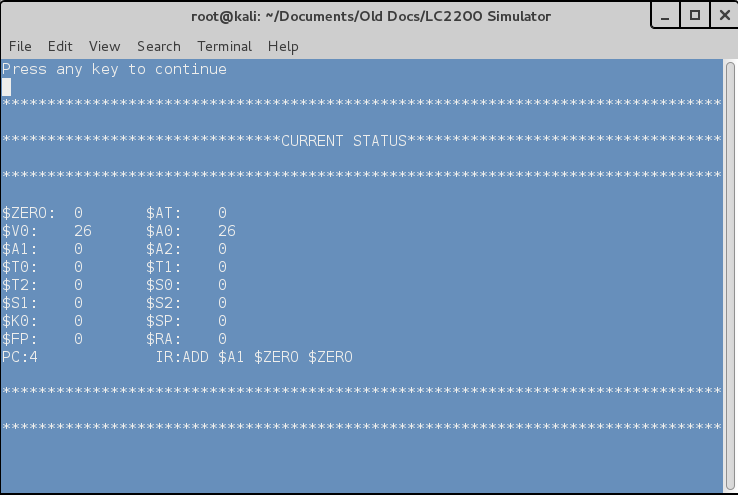 root@kali: ~/Documents/Old Docs/LC2200 Simulator
File Edit View Search Terminal Help
Press any key to continue
********************************************************************************
*******************************CURRENT STATUS***********************************
********************************************************************************
$ZERO: 0 $AT: 0
$V0: 26 $A0: 26
$A1: 0 $A2: 0
$T0: 0 $T1: 0
$T2: 0 $S0: 0
$S1: 0 $S2: 0
$K0: 0 $SP: 0
$FP: 0 $RA: 0
PC:4 IR:ADD $A1 $ZERO $ZERO
********************************************************************************
********************************************************************************